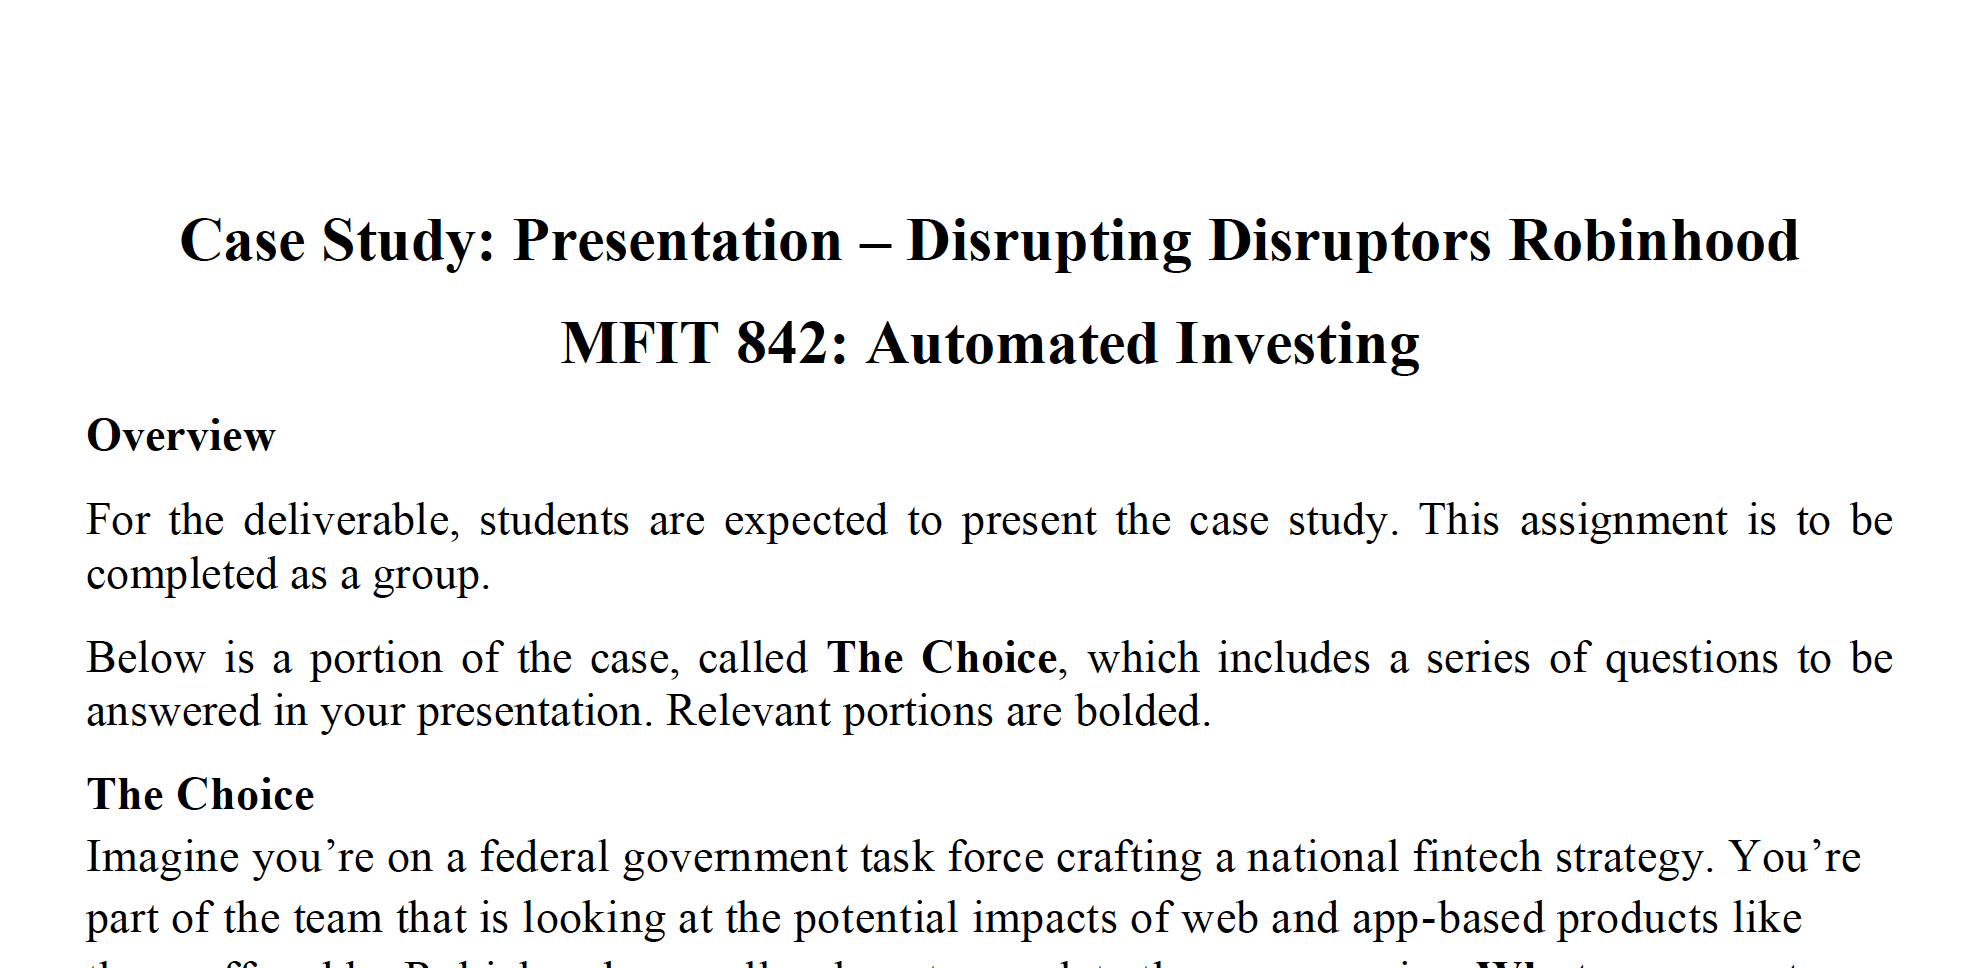 Case Study: Presentation – Disrupting Disruptors Robinhood
MFIT 842: Automated Investing
Overview
For the deliverable, students are expected to present the case study. This assignment is to be
completed as a group.
Below is a portion of the case, called The Choice, which includes a series of questions to be
answered in your presentation. Relevant portions are bolded.
The Choice
Imagine you’re on a federal government task force crafting a national fintech strategy. You’re
part of the team that is looking at the potential impacts of web and app-based products like